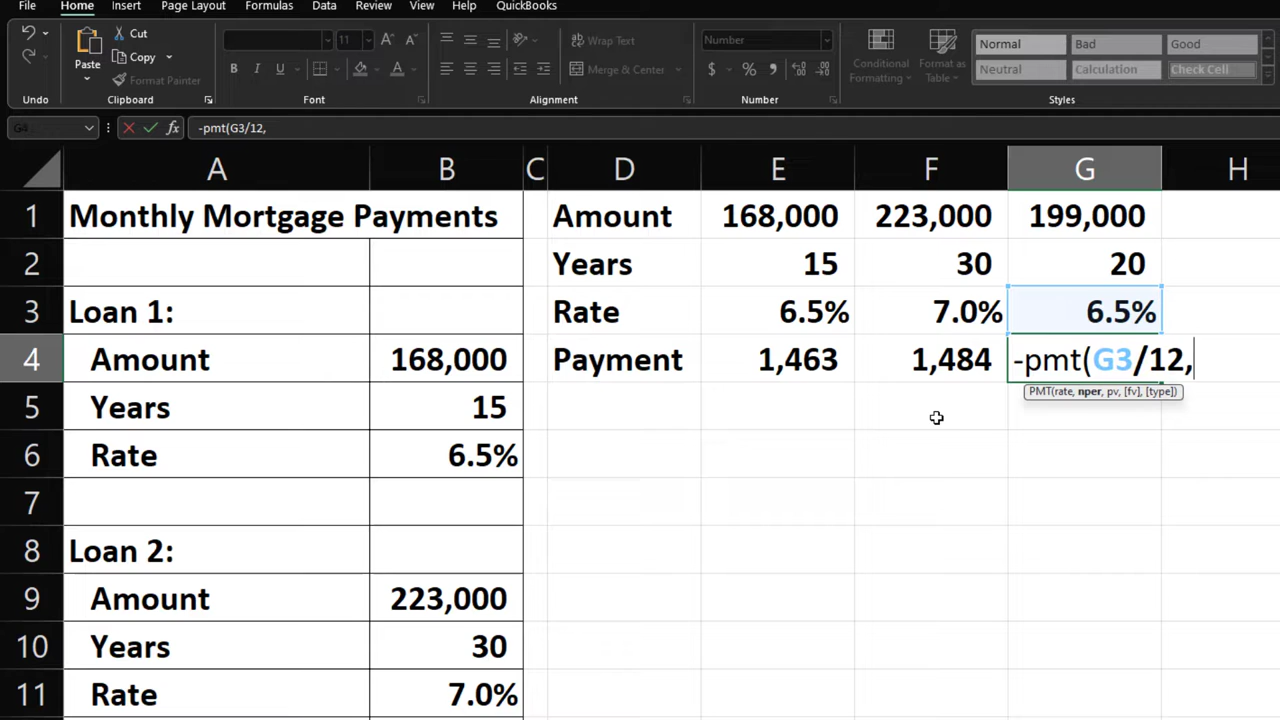 File Home Insert Page Layout Formulas Data Review View Help QuickBooks
Paste
Cut
Copy
Format Painter
11
A A
B I U A
Wrap Text
Merge & Center
Number
$ %
Conditional Formatting
Format as Table
Normal Bad Good
Neutral Calculation Check Cell
Undo Clipboard Font Alignment Number Styles
G4 fx -pmt(G3/12,
A B C D E F G H
1 Monthly Mortgage Payments Amount 168,000 223,000 199,000
2 Years 15 30 20
3 Loan 1: Rate 6.5% 7.0% 6.5%
4 Amount 168,000 Payment 1,463 1,484 -pmt(G3/12,
PMT(rate, nper, pv, [fv], [type])
5 Years 15
6 Rate 6.5%
7
8 Loan 2:
9 Amount 223,000
10 Years 30
11 Rate 7.0%